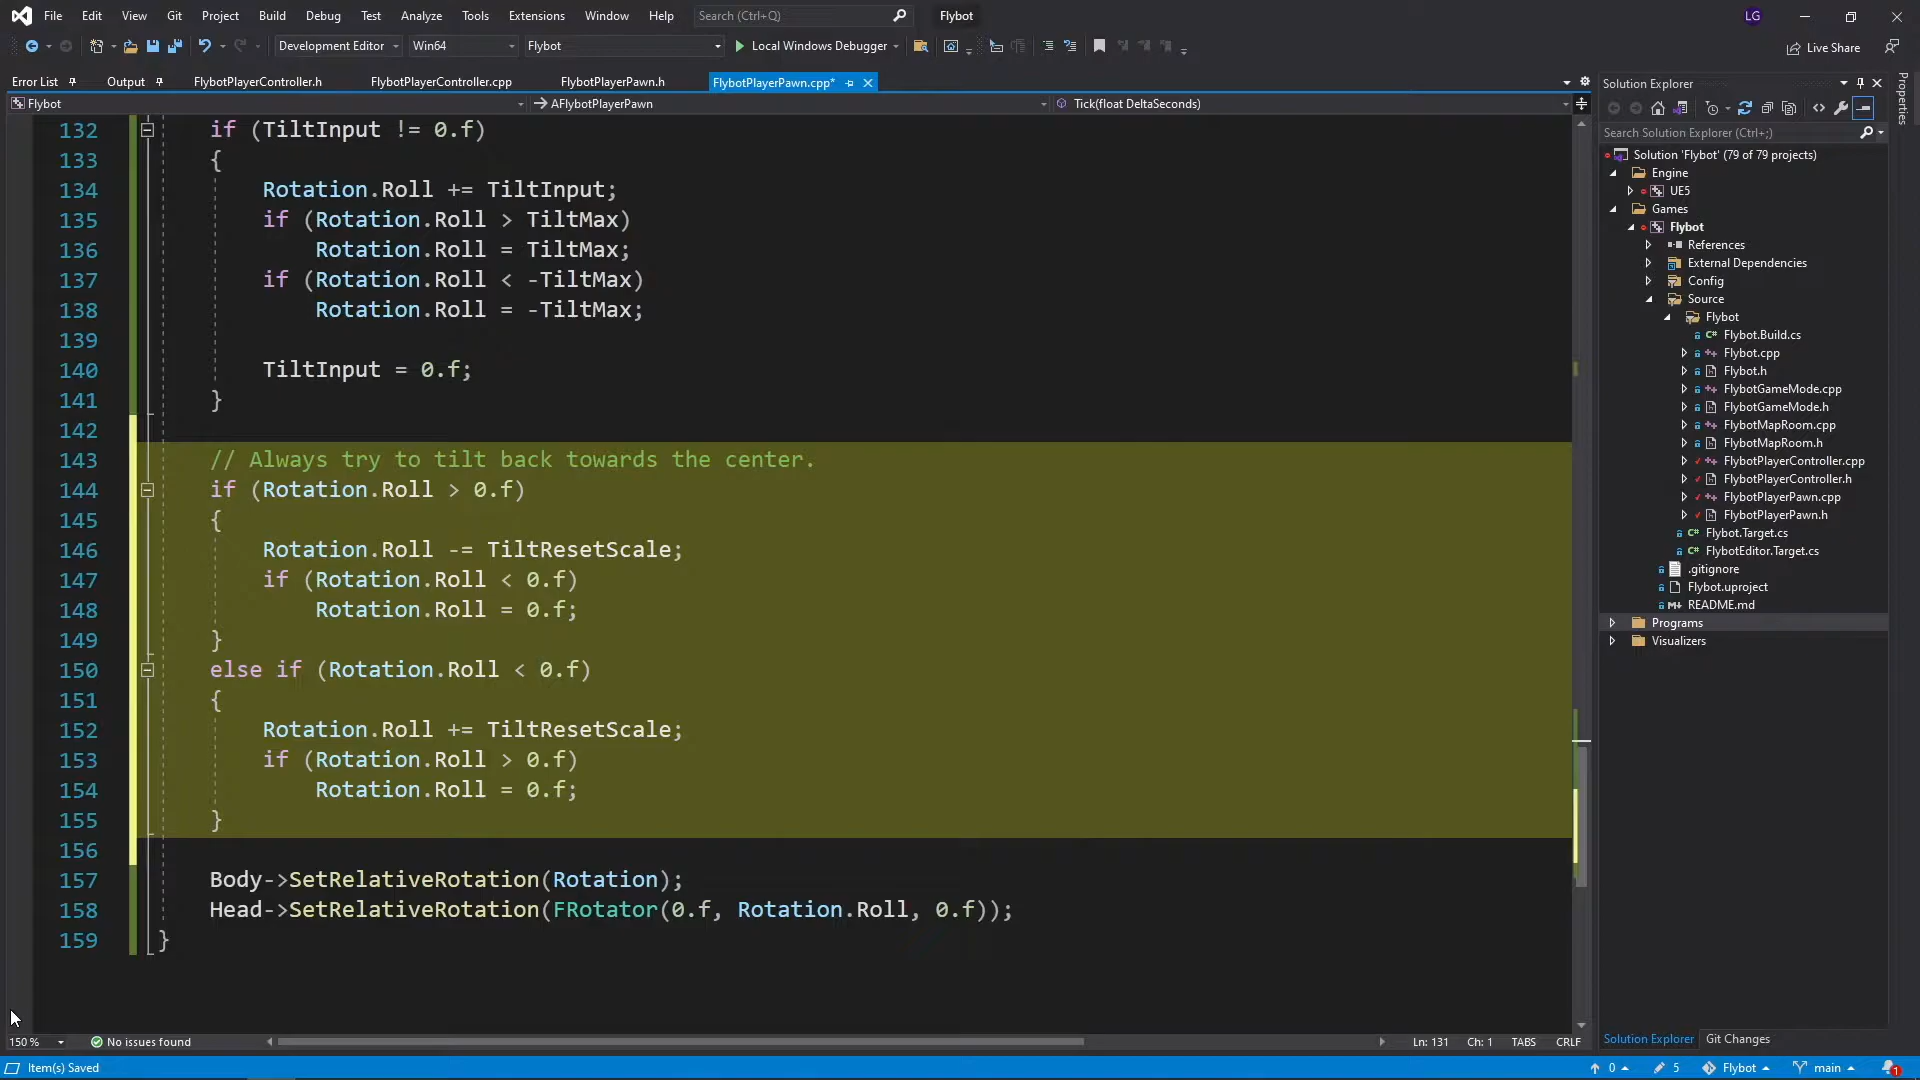 File Edit View Git Project Build Debug Test Analyze Tools Extensions Window Help Search (Ctrl+Q) Flybot LG
Development Editor Win64 Flybot Local Windows Debugger Live Share
Error List Output FlybotPlayerController.h FlybotPlayerController.cpp FlybotPlayerPawn.h FlybotPlayerPawn.cpp*
Flybot AFlybotPlayerPawn Tick(float DeltaSeconds)
132 if (TiltInput != 0.f)
133 {
134 Rotation.Roll += TiltInput;
135 if (Rotation.Roll > TiltMax)
136 Rotation.Roll = TiltMax;
137 if (Rotation.Roll < -TiltMax)
138 Rotation.Roll = -TiltMax;
139
140 TiltInput = 0.f;
141 }
142
143 // Always try to tilt back towards the center.
144 if (Rotation.Roll > 0.f)
145 {
146 Rotation.Roll -= TiltResetScale;
147 if (Rotation.Roll < 0.f)
148 Rotation.Roll = 0.f;
149 }
150 else if (Rotation.Roll < 0.f)
151 {
152 Rotation.Roll += TiltResetScale;
153 if (Rotation.Roll > 0.f)
154 Rotation.Roll = 0.f;
155 }
156
157 Body->SetRelativeRotation(Rotation);
158 Head->SetRelativeRotation(FRotator(0.f, Rotation.Roll, 0.f));
159 }
150 % No issues found Ln: 131 Ch: 1 TABS CRLF
Solution Explorer
Search Solution Explorer (Ctrl+;)
Solution 'Flybot' (79 of 79 projects)
Engine
UE5
Games
Flybot
References
External Dependencies
Config
Source
Flybot
Flybot.Build.cs
Flybot.cpp
Flybot.h
FlybotGameMode.cpp
FlybotGameMode.h
FlybotMapRoom.cpp
FlybotMapRoom.h
FlybotPlayerController.cpp
FlybotPlayerController.h
FlybotPlayerPawn.cpp
FlybotPlayerPawn.h
Flybot.Target.cs
FlybotEditor.Target.cs
.gitignore
Flybot.uproject
README.md
Programs
Visualizers
Solution Explorer Git Changes
Properties
Item(s) Saved 0 5 Flybot main 1